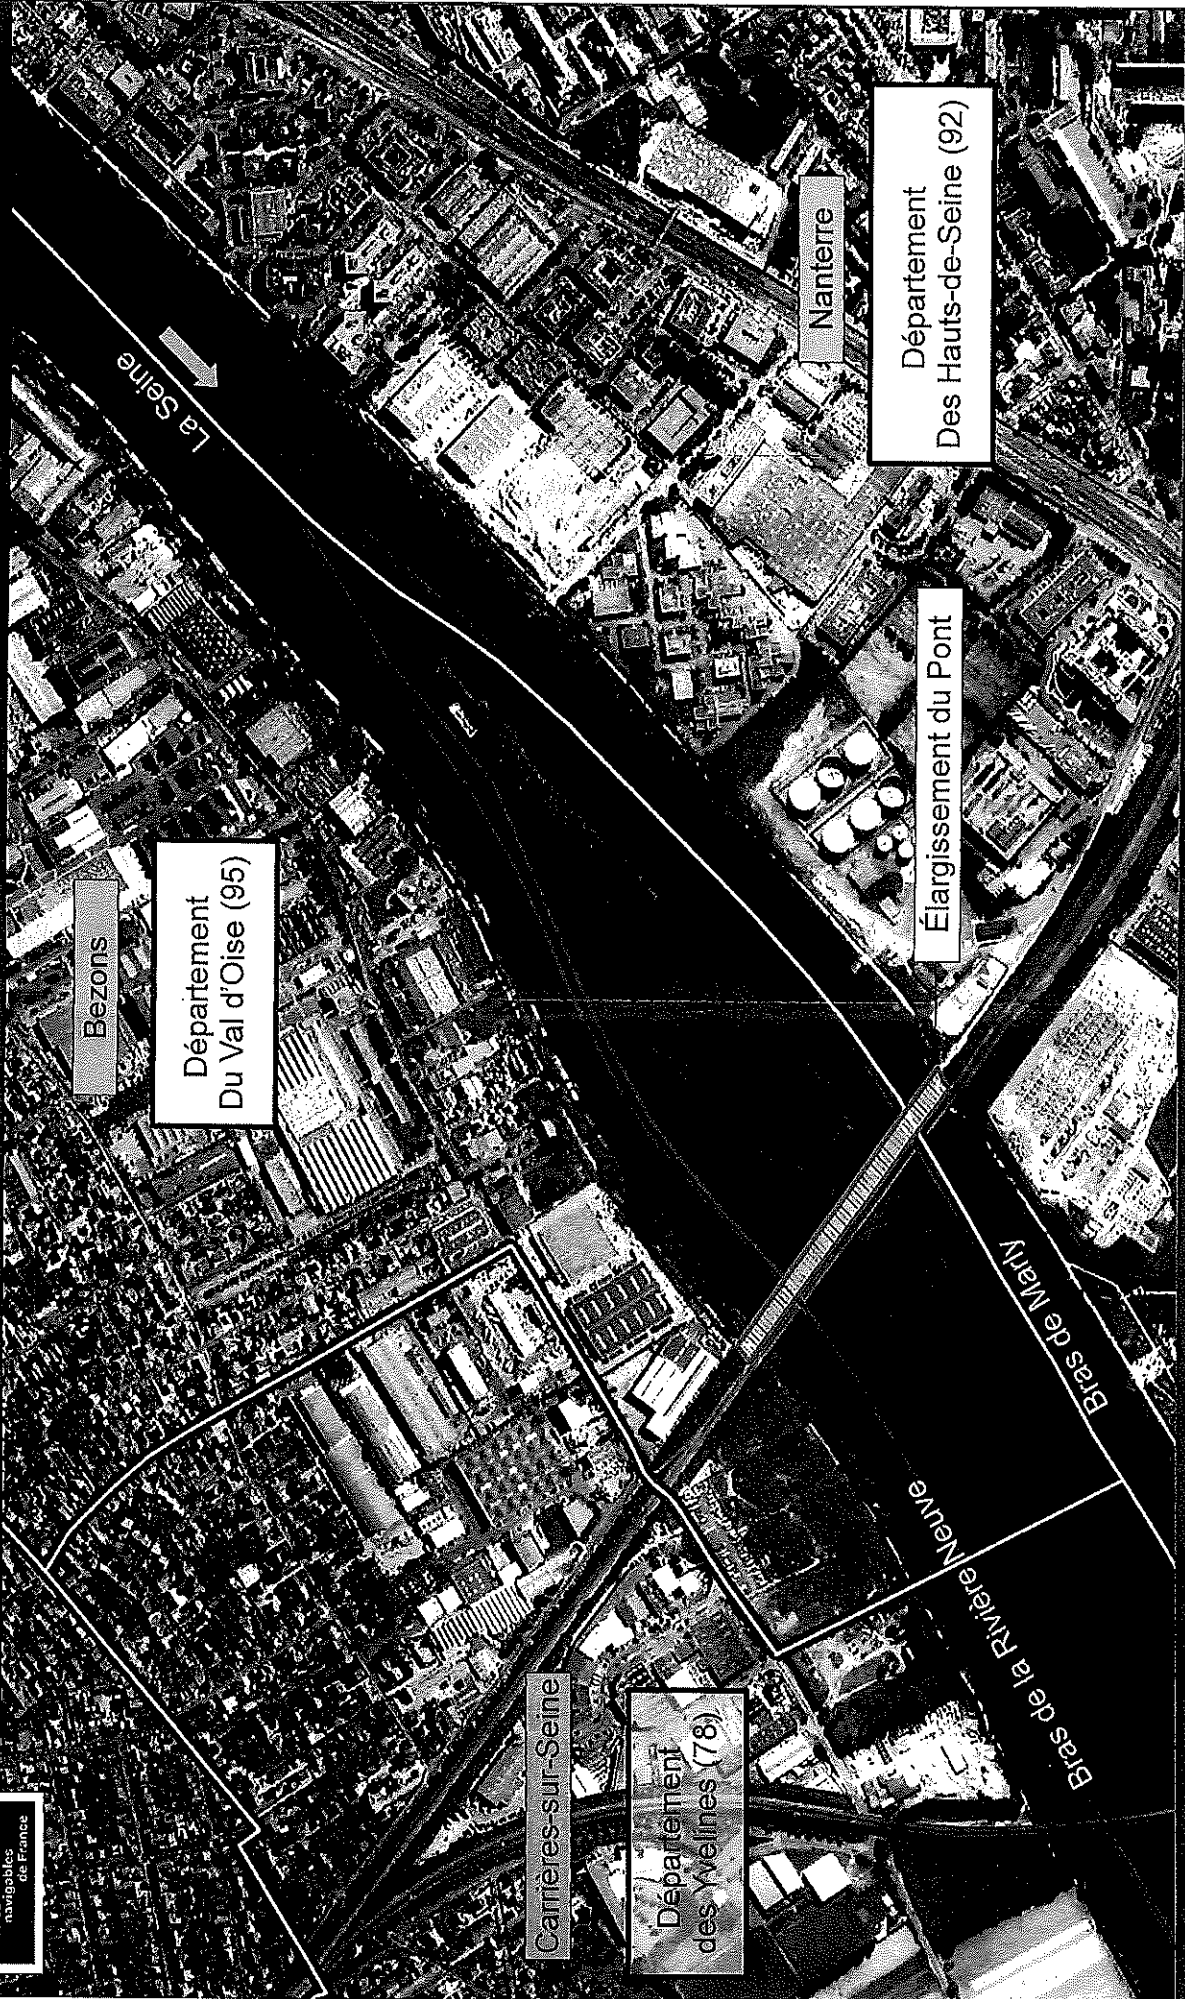 navigables
de France
La Seine
Bezons
Département
Du Val d'Oise (95)
Nanterre
Département
Des Hauts-de-Seine (92)
Élargissement du Pont
Carrières-sur-Seine
Département
des Yvelines (78)
Bras de la Rivière Neuve
Bras de Marly